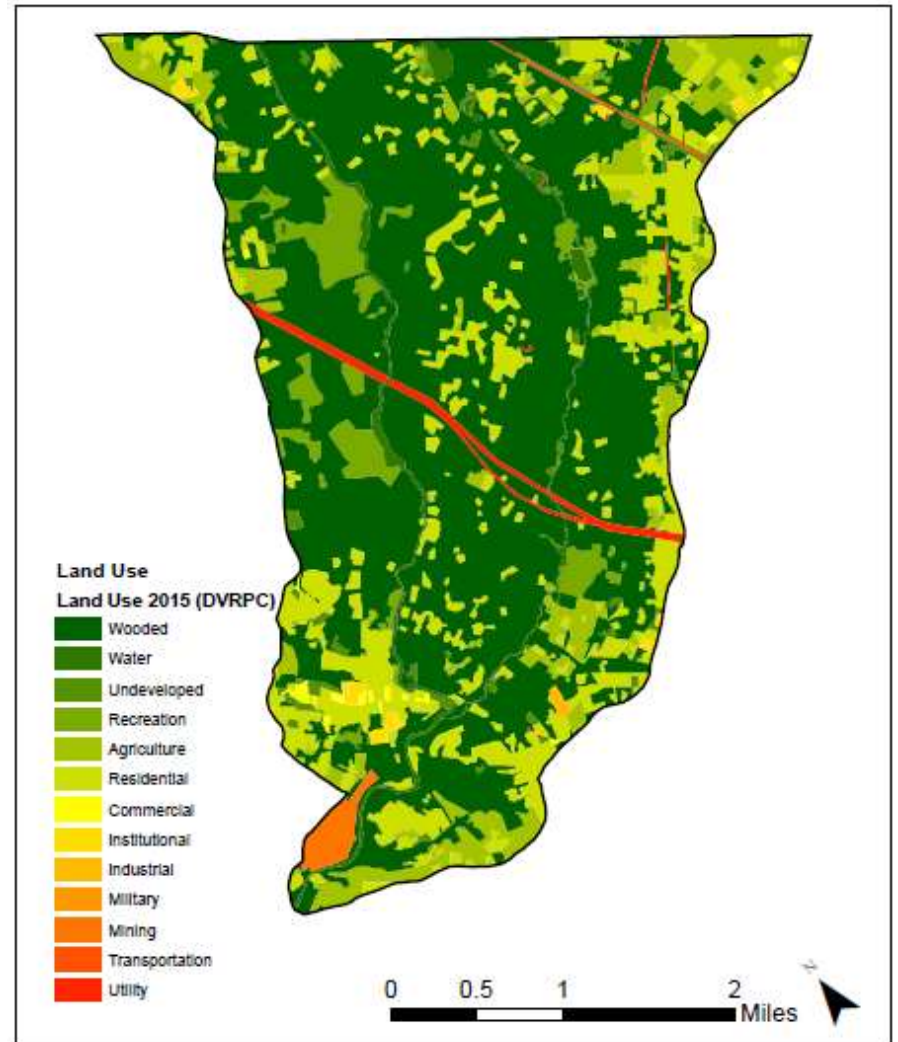 Land Use
Land Use 2015 (DVRPC)
Wooded
Water
Undeveloped
Recreation
Agriculture
Residential
Commercial
Institutional
Industrial
Military
Mining
Transportation
Utility
0 0.5 1 2
Miles
N